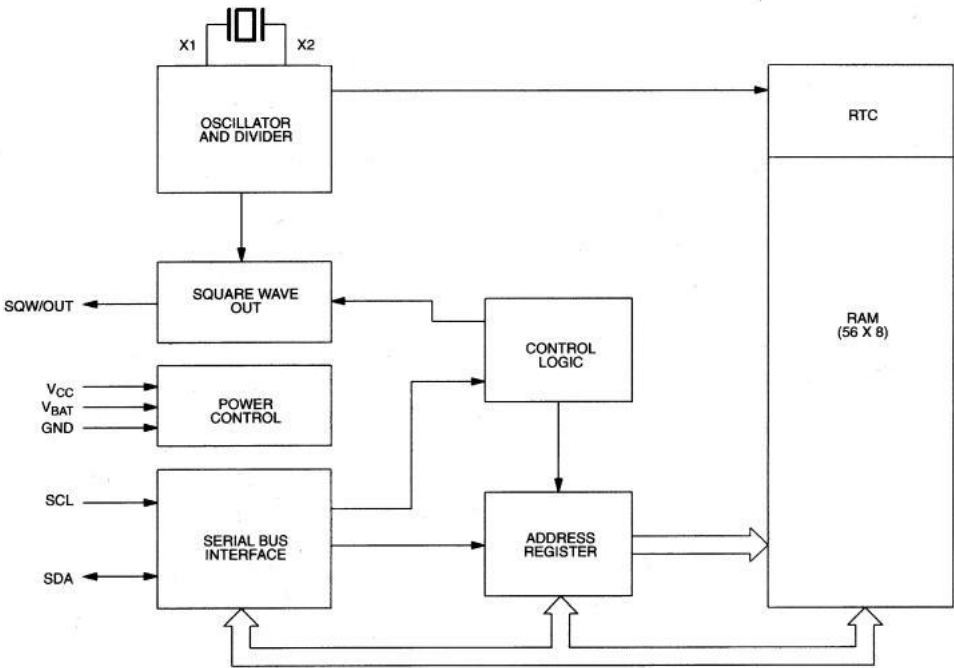 X1
X2
OSCILLATOR
AND DIVIDER
RTC
SQW/OUT
SQUARE WAVE
OUT
CONTROL
LOGIC
RAM
(56 X 8)
VCC
VBAT
GND
POWER
CONTROL
SCL
SDA
SERIAL BUS
INTERFACE
ADDRESS
REGISTER